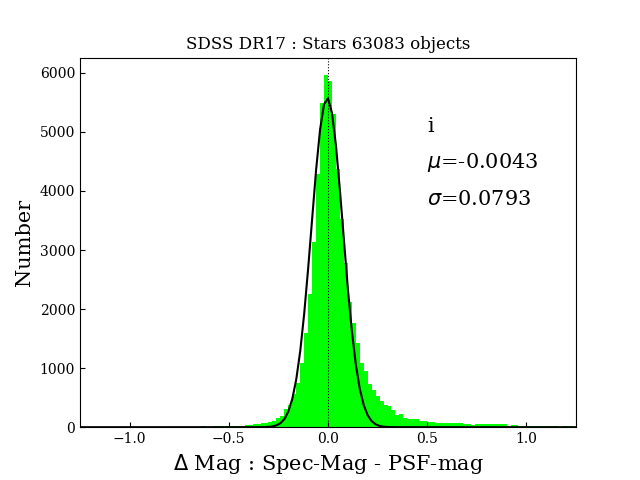 SDSS DR17 : Stars 63083 objects
6000
5000
4000
3000
2000
1000
0
Number
i
μ=-0.0043
σ=0.0793
−1.0 −0.5 0.0 0.5 1.0
Δ Mag : Spec-Mag - PSF-mag